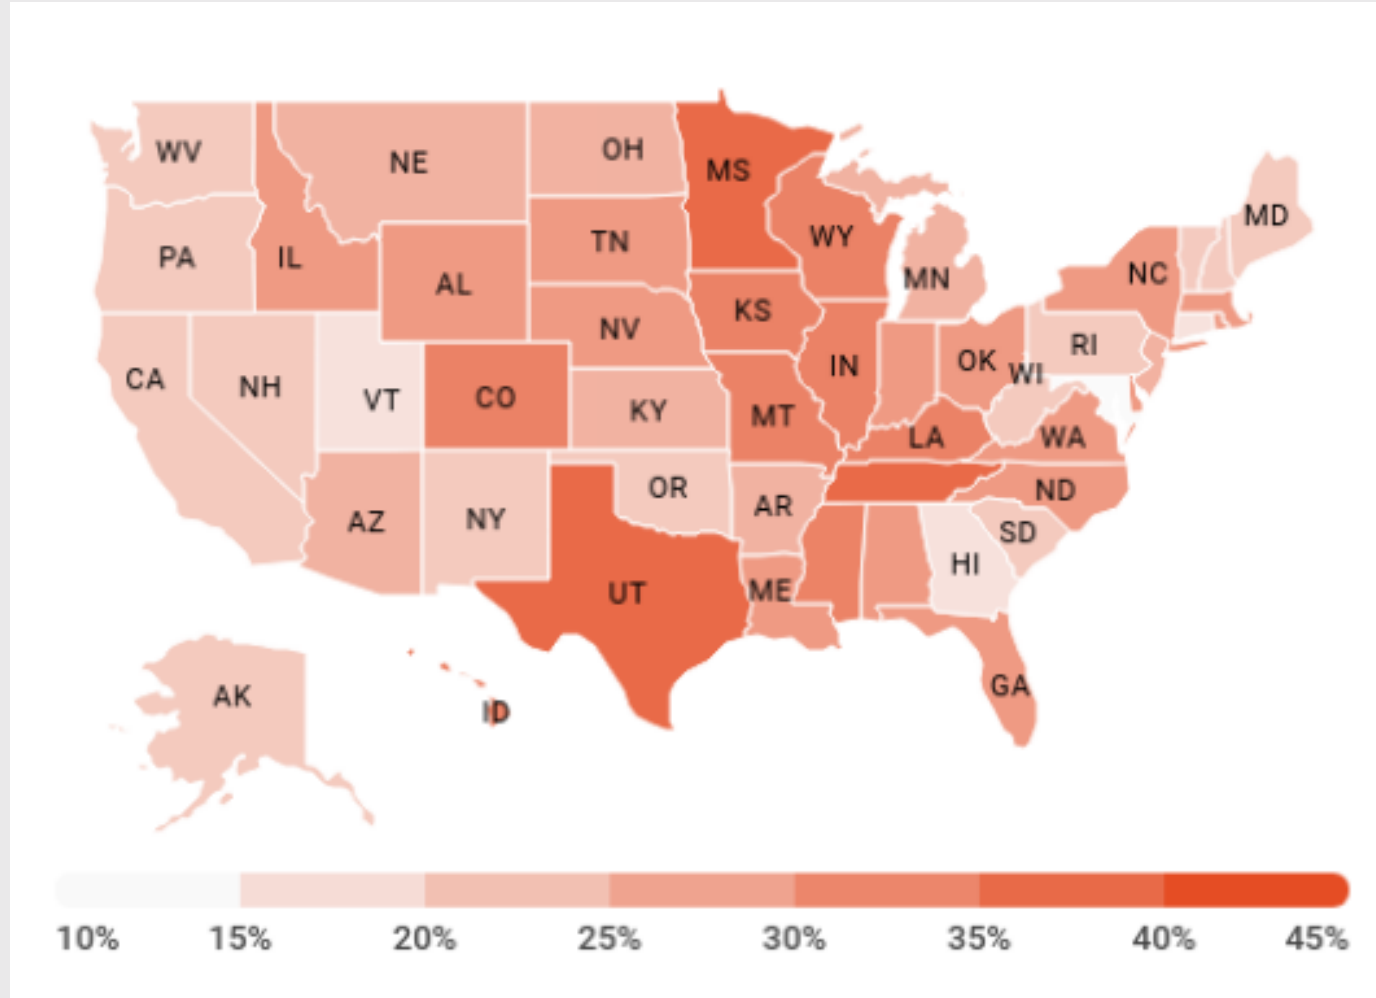 WV
NE
OH
MS
MD
PA
IL
AL
TN
WY
MN
NC
CA
NH
VT
CO
NV
KS
IN
OK
WI
RI
KY
MT
LA
WA
AZ
NY
OR
AR
ND
SD
HI
UT
ME
GA
AK
ID
10% 15% 20% 25% 30% 35% 40% 45%